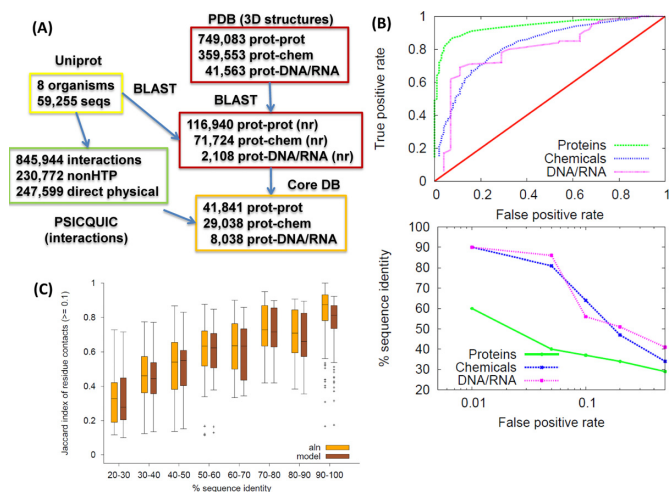 (A)
PDB (3D structures)
749,083 prot-prot
359,553 prot-chem
41,563 prot-DNA/RNA
Uniprot
8 organisms
59,255 seqs
BLAST
BLAST
116,940 prot-prot (nr)
71,724 prot-chem (nr)
2,108 prot-DNA/RNA (nr)
845,944 interactions
230,772 nonHTP
247,599 direct physical
PSICQUIC
(interactions)
Core DB
41,841 prot-prot
29,038 prot-chem
8,038 prot-DNA/RNA
(B)
True positive rate
1
0.8
0.6
0.4
0.2
0
0 0.2 0.4 0.6 0.8 1
Proteins
Chemicals
DNA/RNA
False positive rate
% sequence identity
100
90
80
70
60
50
40
30
20
Proteins
Chemicals
DNA/RNA
0.01 0.1
False positive rate
(C)
Jaccard index of residue contacts (>= 0.1)
1.0
0.8
0.6
0.4
0.2
0
aln
model
20-30 30-40 40-50 50-60 60-70 70-80 80-90 90-100
% sequence identity